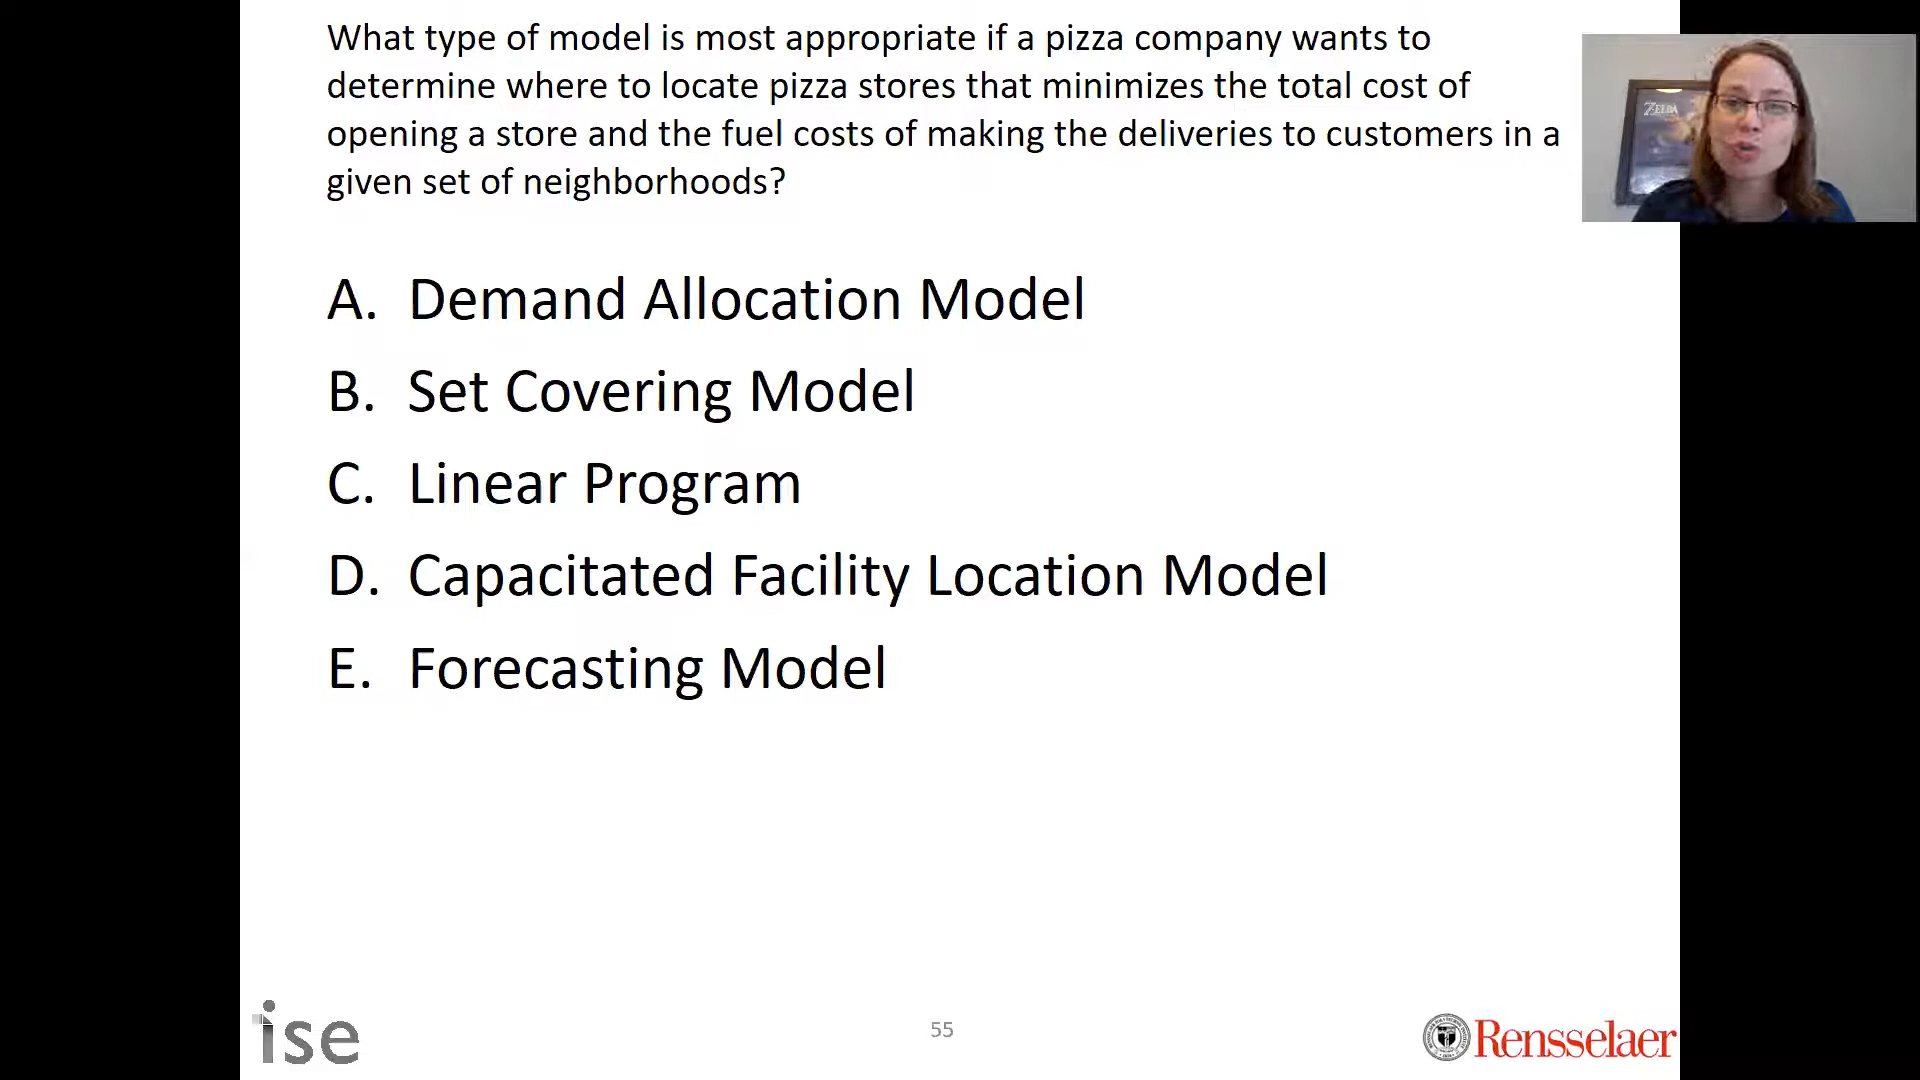 What type of model is most appropriate if a pizza company wants to
determine where to locate pizza stores that minimizes the total cost of
opening a store and the fuel costs of making the deliveries to customers in a
given set of neighborhoods?
ZELDA
A. Demand Allocation Model
B. Set Covering Model
C. Linear Program
D. Capacitated Facility Location Model
E. Forecasting Model
ise
55
Rensselaer